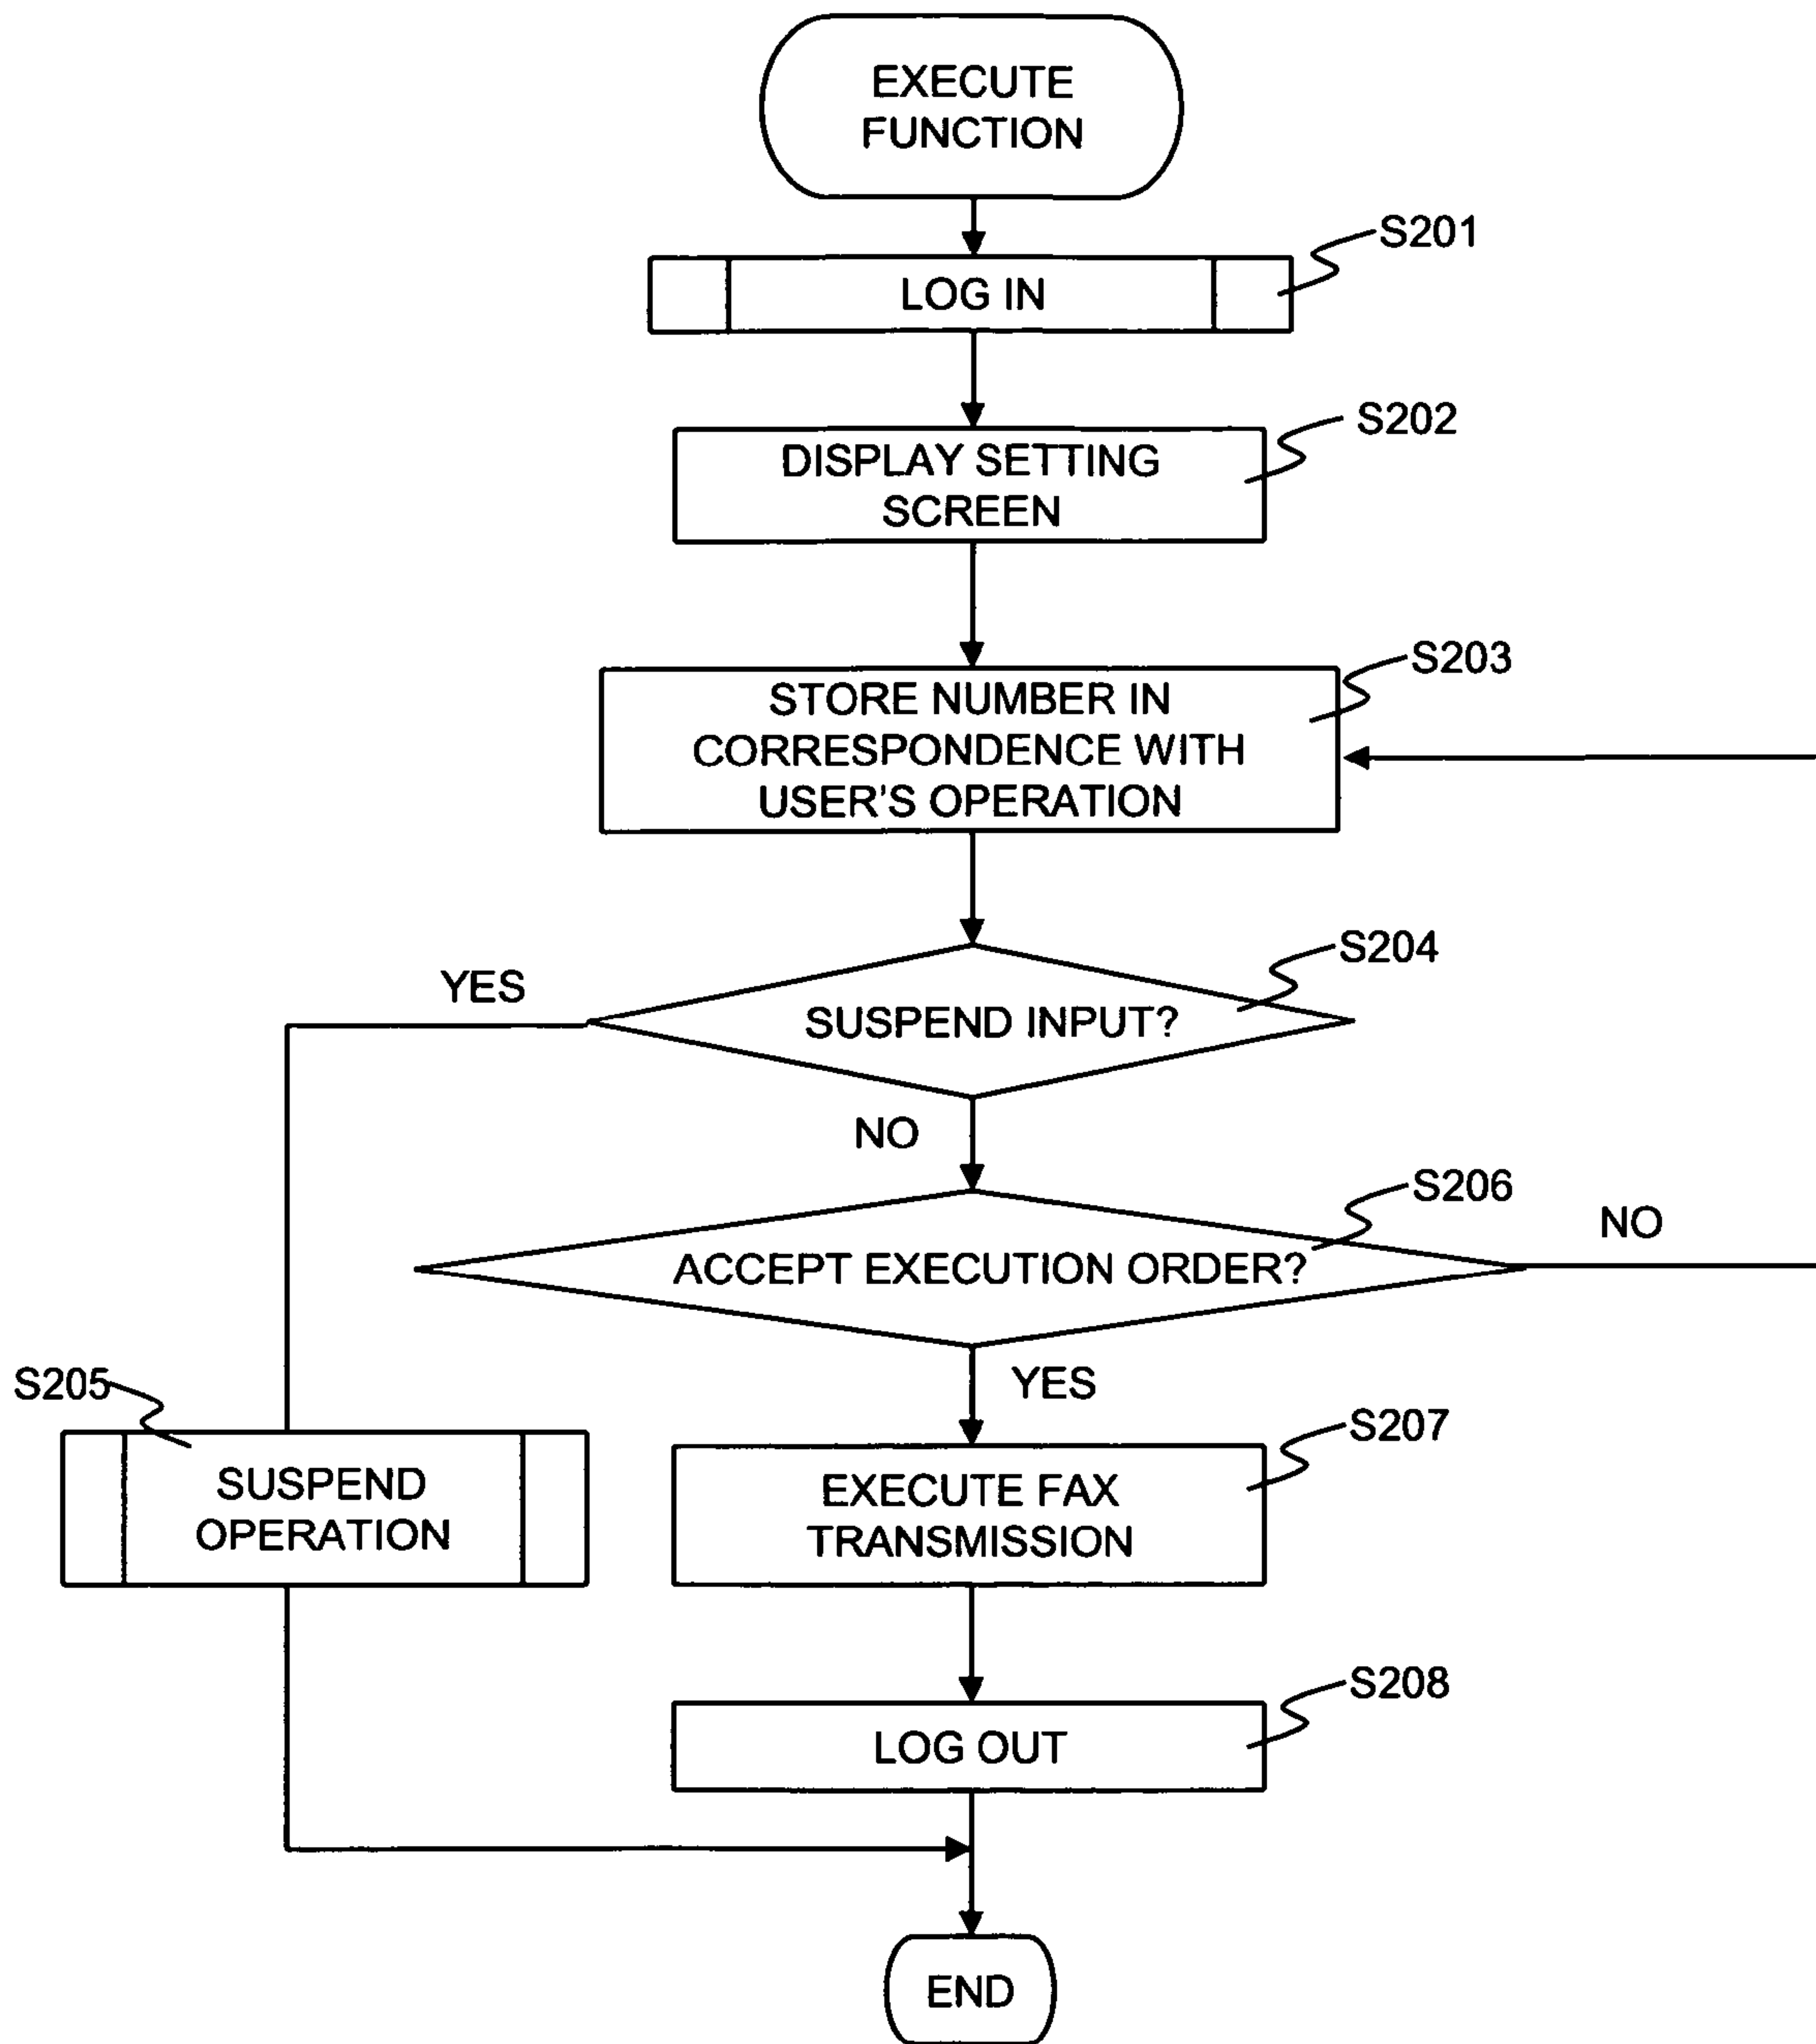 EXECUTE
FUNCTION
S201
LOG IN
S202
DISPLAY SETTING
SCREEN
S203
STORE NUMBER IN
CORRESPONDENCE WITH
USER'S OPERATION
S204
YES
SUSPEND INPUT?
NO
S206
NO
ACCEPT EXECUTION ORDER?
S205
YES
S207
SUSPEND
OPERATION
EXECUTE FAX
TRANSMISSION
S208
LOG OUT
END